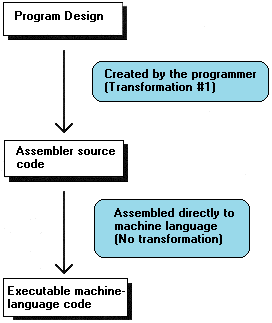 Program Design
Created by the programmer
(Transformation #1)
Assembler source
code
Assembled directly to
machine language
(No transformation)
Executable machine-
language code